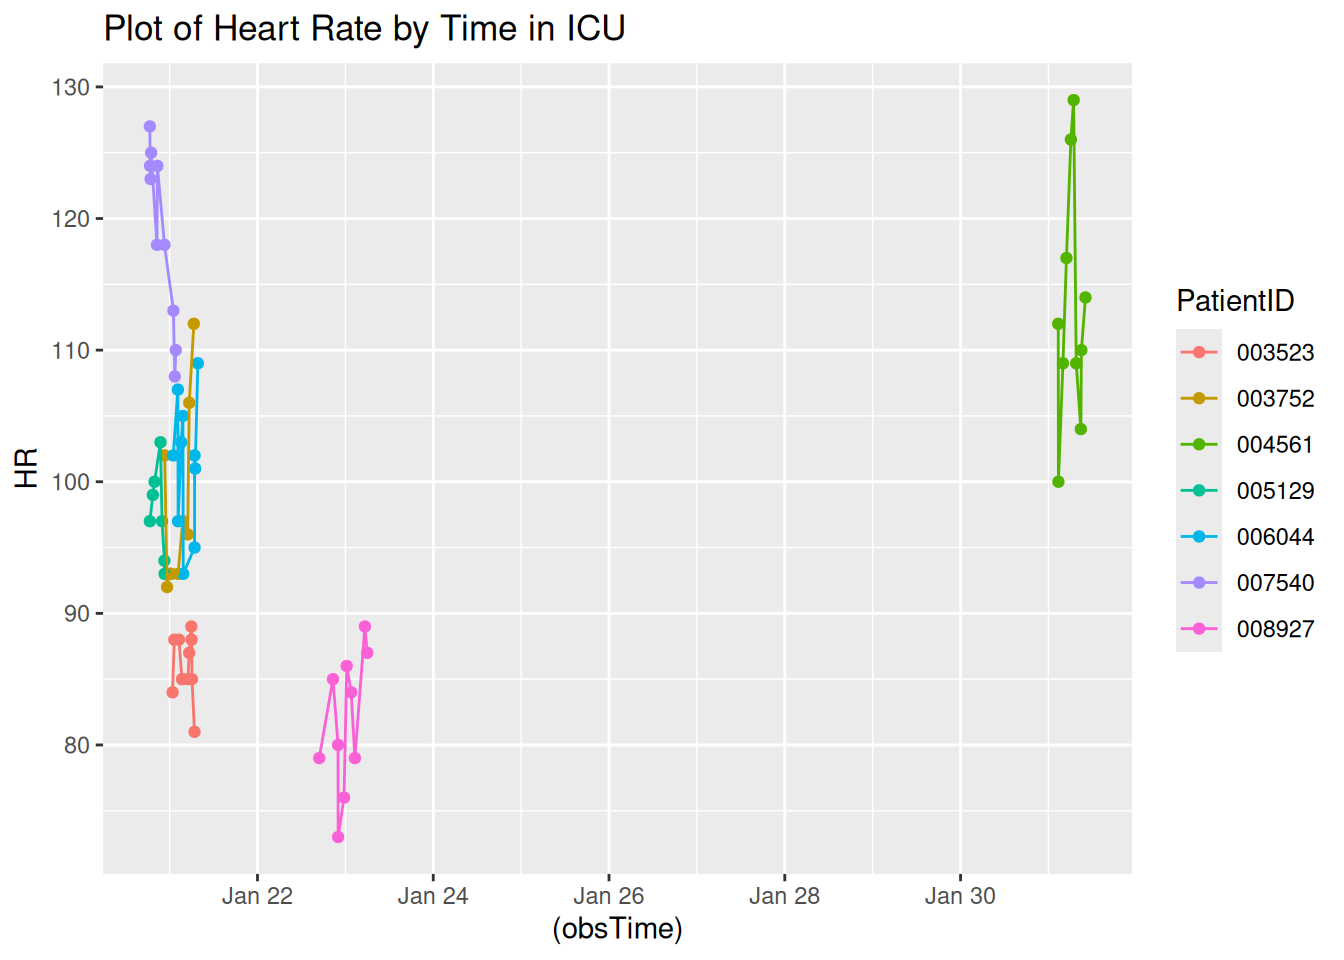 Plot of Heart Rate by Time in ICU
130
120
110
100
90
80
HR
Jan 22
Jan 24
Jan 26
Jan 28
Jan 30
(obsTime)
PatientID
003523
003752
004561
005129
006044
007540
008927